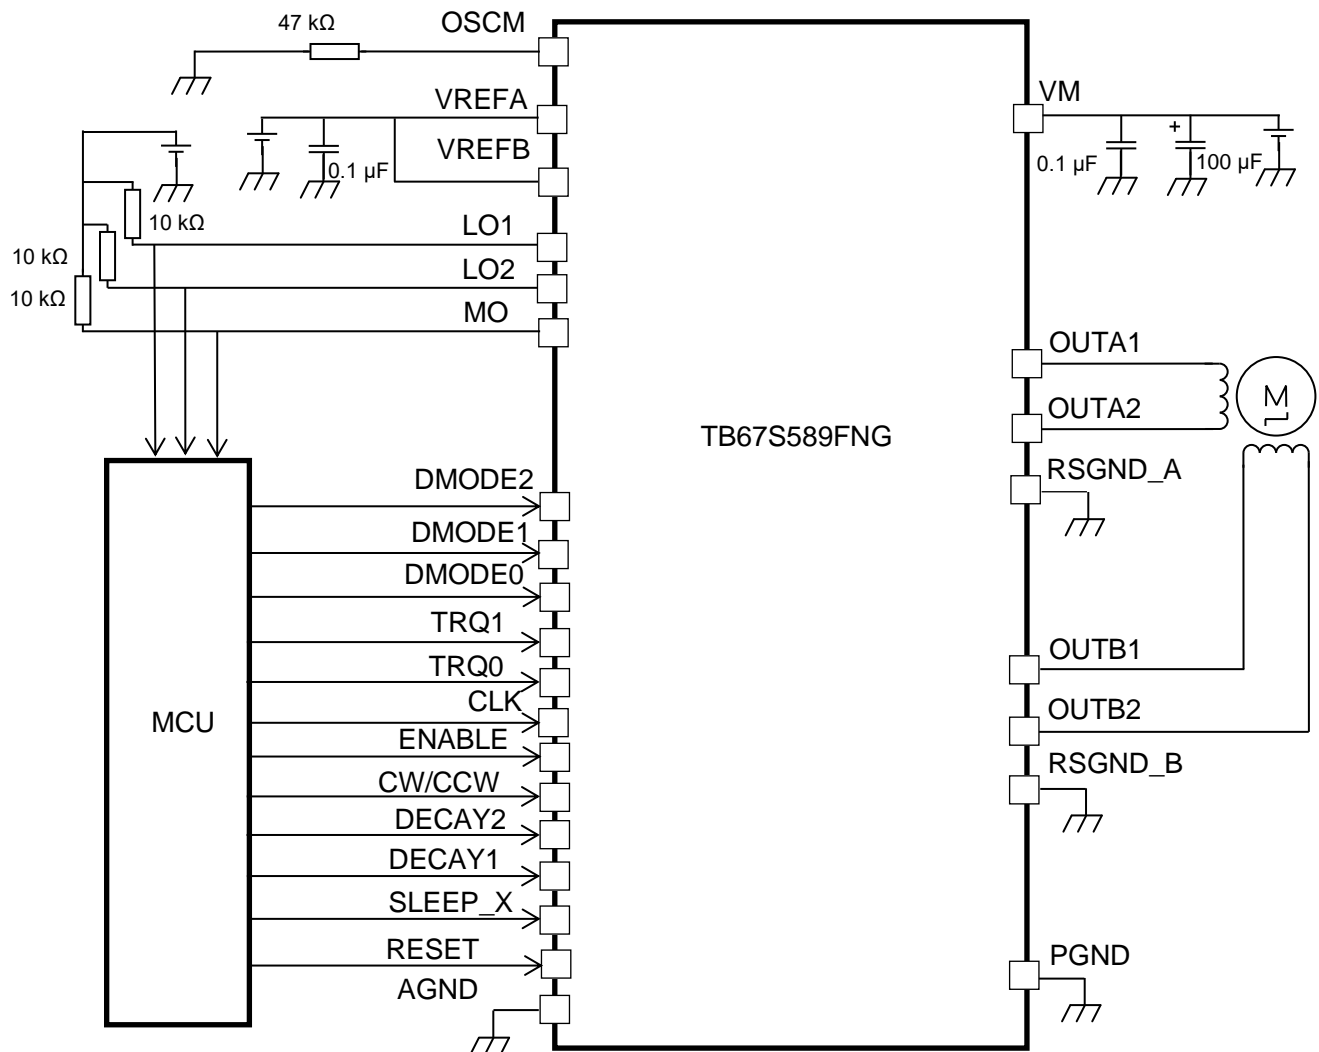 OSCM
47 kΩ
VREFA
VM
VREFB
0.1 µF
0.1 µF
+
100 µF
10 kΩ
LO1
10 kΩ
LO2
10 kΩ
MO
OUTA1
M
OUTA2
TB67S589FNG
RSGND_A
DMODE2
DMODE1
DMODE0
TRQ1
OUTB1
TRQ0
CLK
OUTB2
MCU
ENABLE
RSGND_B
CW/CCW
DECAY2
DECAY1
SLEEP_X
RESET
PGND
AGND